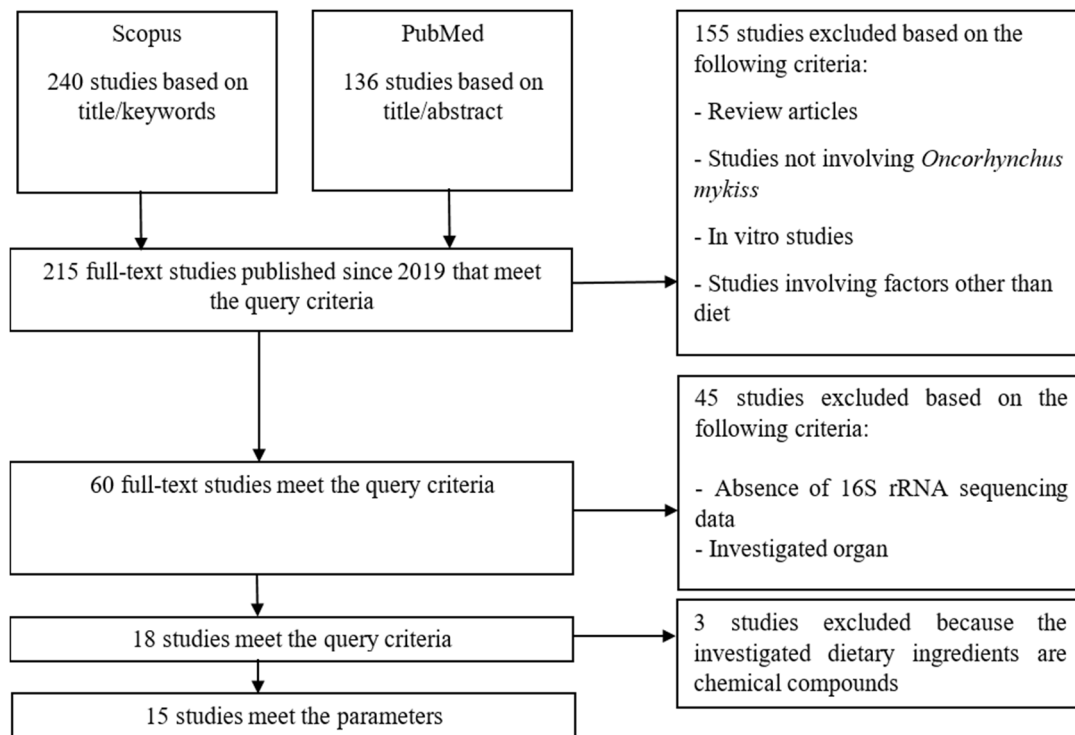 Scopus
240 studies based on
title/keywords
PubMed
136 studies based on
title/abstract
155 studies excluded based on the
following criteria:
- Review articles
- Studies not involving Oncorhynchus
mykiss
- In vitro studies
- Studies involving factors other than
diet
215 full-text studies published since 2019 that meet
the query criteria
45 studies excluded based on the
following criteria:
- Absence of 16S rRNA sequencing
data
- Investigated organ
60 full-text studies meet the query criteria
18 studies meet the query criteria
3 studies excluded because the
investigated dietary ingredients are
chemical compounds
15 studies meet the parameters